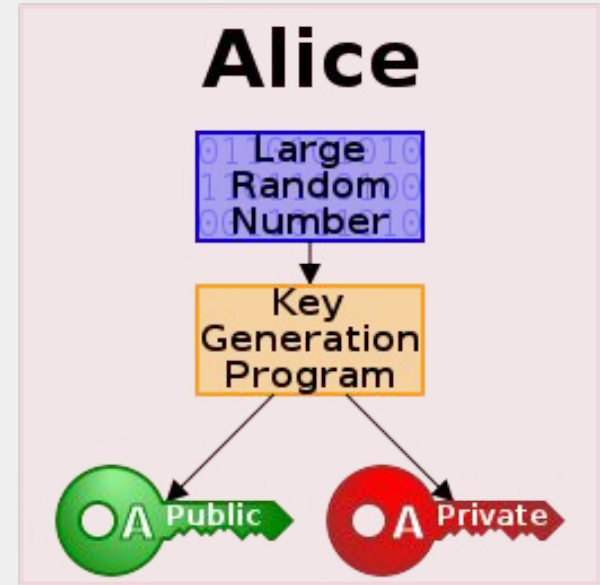 Alice
Large
Random
Number
Key
Generation
Program
A Public
A Private